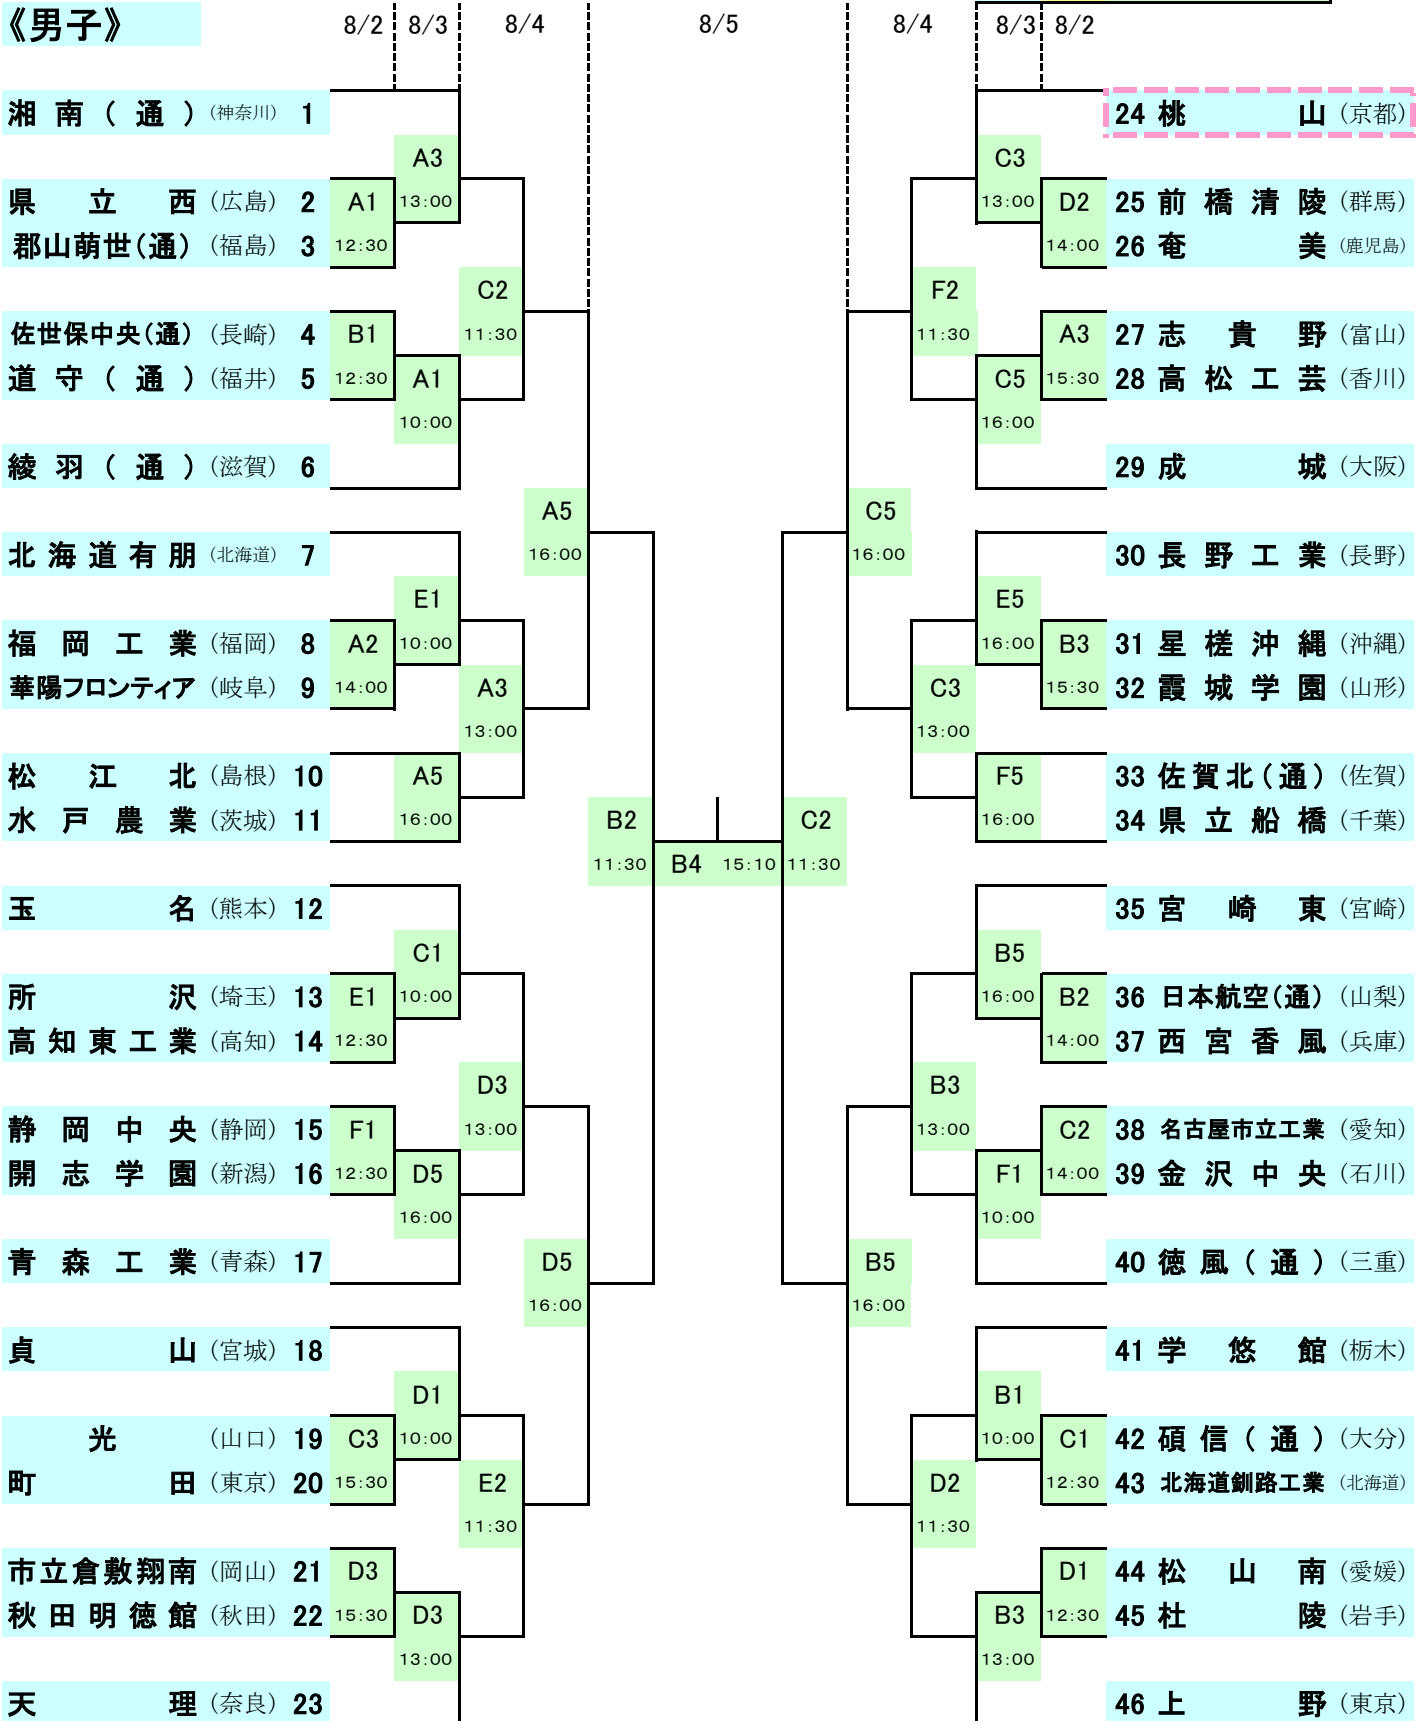 《男子》 8/2 8/3 8/4 8/5 8/4 8/3 8/2
湘南(通) (神奈川) 1
24 桃山 (京都)
A3 C3
県立西 (広島) 2 A1 13:00 13:00 D2 25 前橋清陵 (群馬)
郡山萌世(通) (福島) 3 12:30 14:00 26 奄美 (鹿児島)
C2 F2
佐世保中央(通) (長崎) 4 B1 11:30 11:30 A3 27 志貴野 (富山)
道守(通) (福井) 5 12:30 A1 C5 15:30 28 高松工芸 (香川)
10:00 16:00
綾羽(通) (滋賀) 6 29 成城 (大阪)
A5 C5
北海道有朋 (北海道) 7 16:00 16:00 30 長野工業 (長野)
E1 E5
福岡工業 (福岡) 8 A2 10:00 16:00 B3 31 星槎沖縄 (沖縄)
華陽フロンティア (岐阜) 9 14:00 A3 C3 15:30 32 霞城学園 (山形)
13:00 13:00
松江北 (島根) 10 A5 F5 33 佐賀北(通) (佐賀)
水戸農業 (茨城) 11 16:00 B2 C2 16:00 34 県立船橋 (千葉)
11:30 B4 15:10 11:30
玉名 (熊本) 12 35 宮崎東 (宮崎)
C1 B5
所沢 (埼玉) 13 E1 10:00 16:00 B2 36 日本航空(通) (山梨)
高知東工業 (高知) 14 12:30 14:00 37 西宮香風 (兵庫)
D3 B3
静岡中央 (静岡) 15 F1 13:00 13:00 C2 38 名古屋市立工業 (愛知)
開志学園 (新潟) 16 12:30 D5 F1 14:00 39 金沢中央 (石川)
16:00 10:00
青森工業 (青森) 17 D5 B5 40 徳風(通) (三重)
16:00 16:00
貞山 (宮城) 18 41 学悠館 (栃木)
D1 B1
光 (山口) 19 C3 10:00 10:00 C1 42 碩信(通) (大分)
町田 (東京) 20 15:30 E2 D2 12:30 43 北海道釧路工業 (北海道)
11:30 11:30
市立倉敷翔南 (岡山) 21 D3 D1 44 松山南 (愛媛)
秋田明徳館 (秋田) 22 15:30 D3 B3 12:30 45 杜陵 (岩手)
13:00 13:00
天理 (奈良) 23 46 上野 (東京)